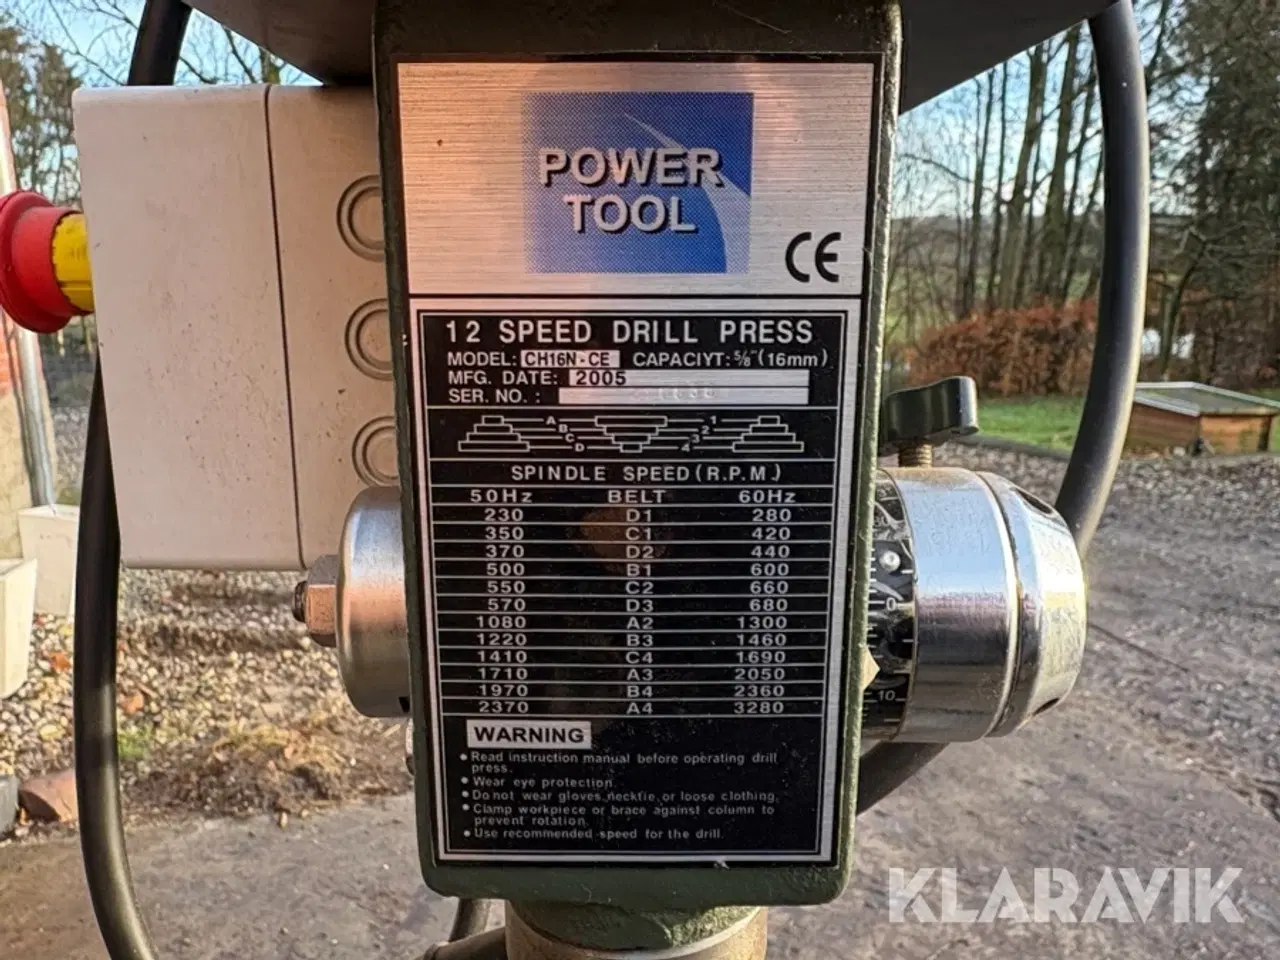 POWER
TOOL
CE
12 SPEED DRILL PRESS
MODEL: CH16N-CE CAPACIYT: 5/8" (16mm)
MFG. DATE: 2005
SER. NO. :
A 1
B 2
C 3
D 4
SPINDLE SPEED (R.P.M.)
50Hz BELT 60Hz
230 D1 280
350 C1 420
370 D2 440
500 B1 600
550 C2 660
570 D3 680
1080 A2 1300
1220 B3 1460
1410 C4 1690
1710 A3 2050
1970 B4 2360
2370 A4 3280
WARNING
• Read instruction manual before operating drill
press.
• Wear eye protection.
• Do not wear gloves, necktie, or loose clothing.
• Clamp workpiece or brace against column to
prevent rotation.
• Use recommended speed for the drill.
0
10
KLARAVIK